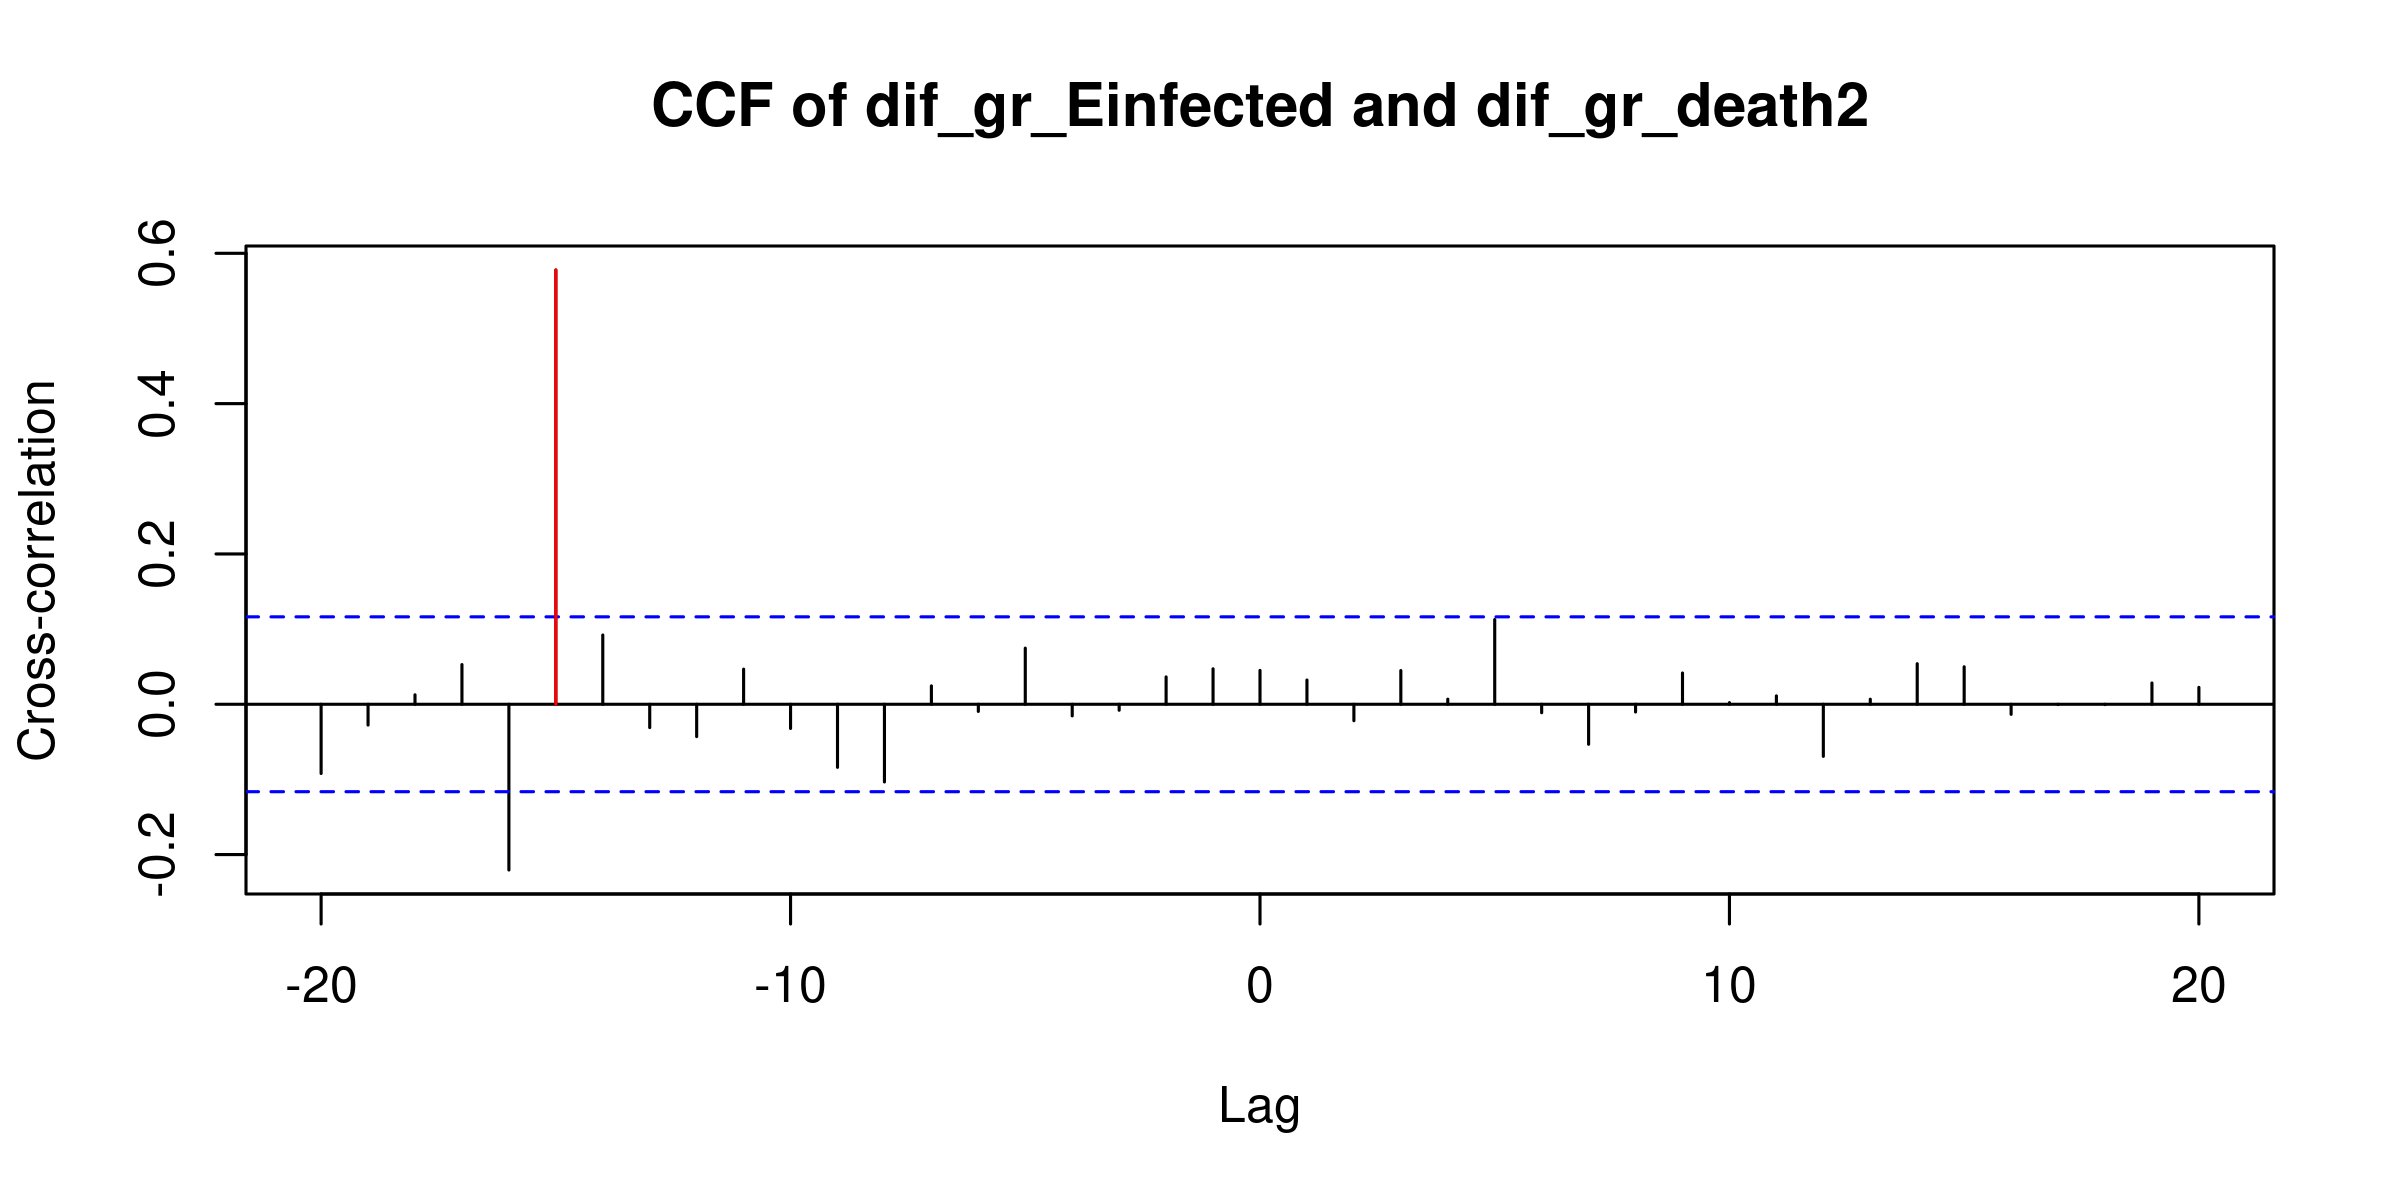 CCF of dif_gr_Einfected and dif_gr_death2
Cross-correlation
0.6
0.4
0.2
0.0
-0.2
-20 -10 0 10 20
Lag